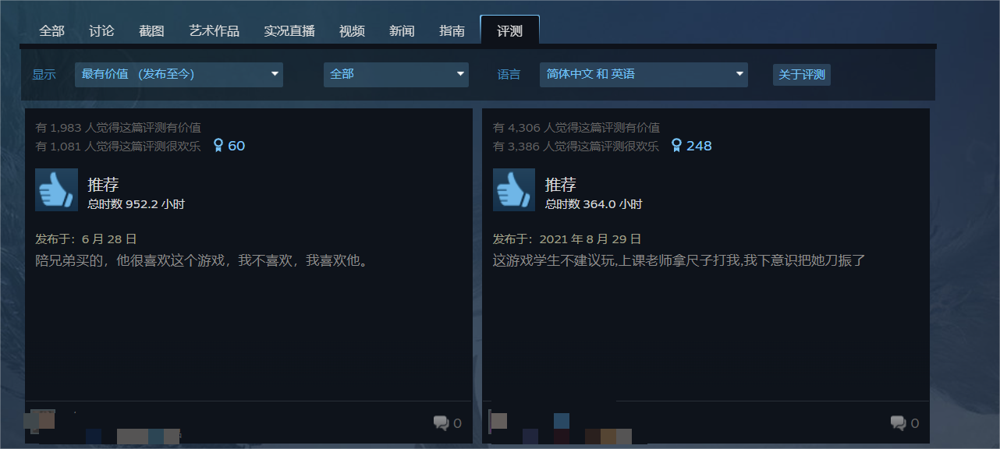 全部 讨论 截图 艺术作品 实况直播 视频 新闻 指南 评测
显示 最有价值 (发布至今) 全部 语言 简体中文 和 英语 关于评测
有 1,983 人觉得这篇评测有价值
有 1,081 人觉得这篇评测很欢乐 60
推荐
总时数 952.2 小时
发布于：6 月 28 日
陪兄弟买的，他很喜欢这个游戏，我不喜欢，我喜欢他。
0
有 4,306 人觉得这篇评测有价值
有 3,386 人觉得这篇评测很欢乐 248
推荐
总时数 364.0 小时
发布于：2021 年 8 月 29 日
这游戏学生不建议玩,上课老师拿尺子打我,我下意识把她刀振了
0